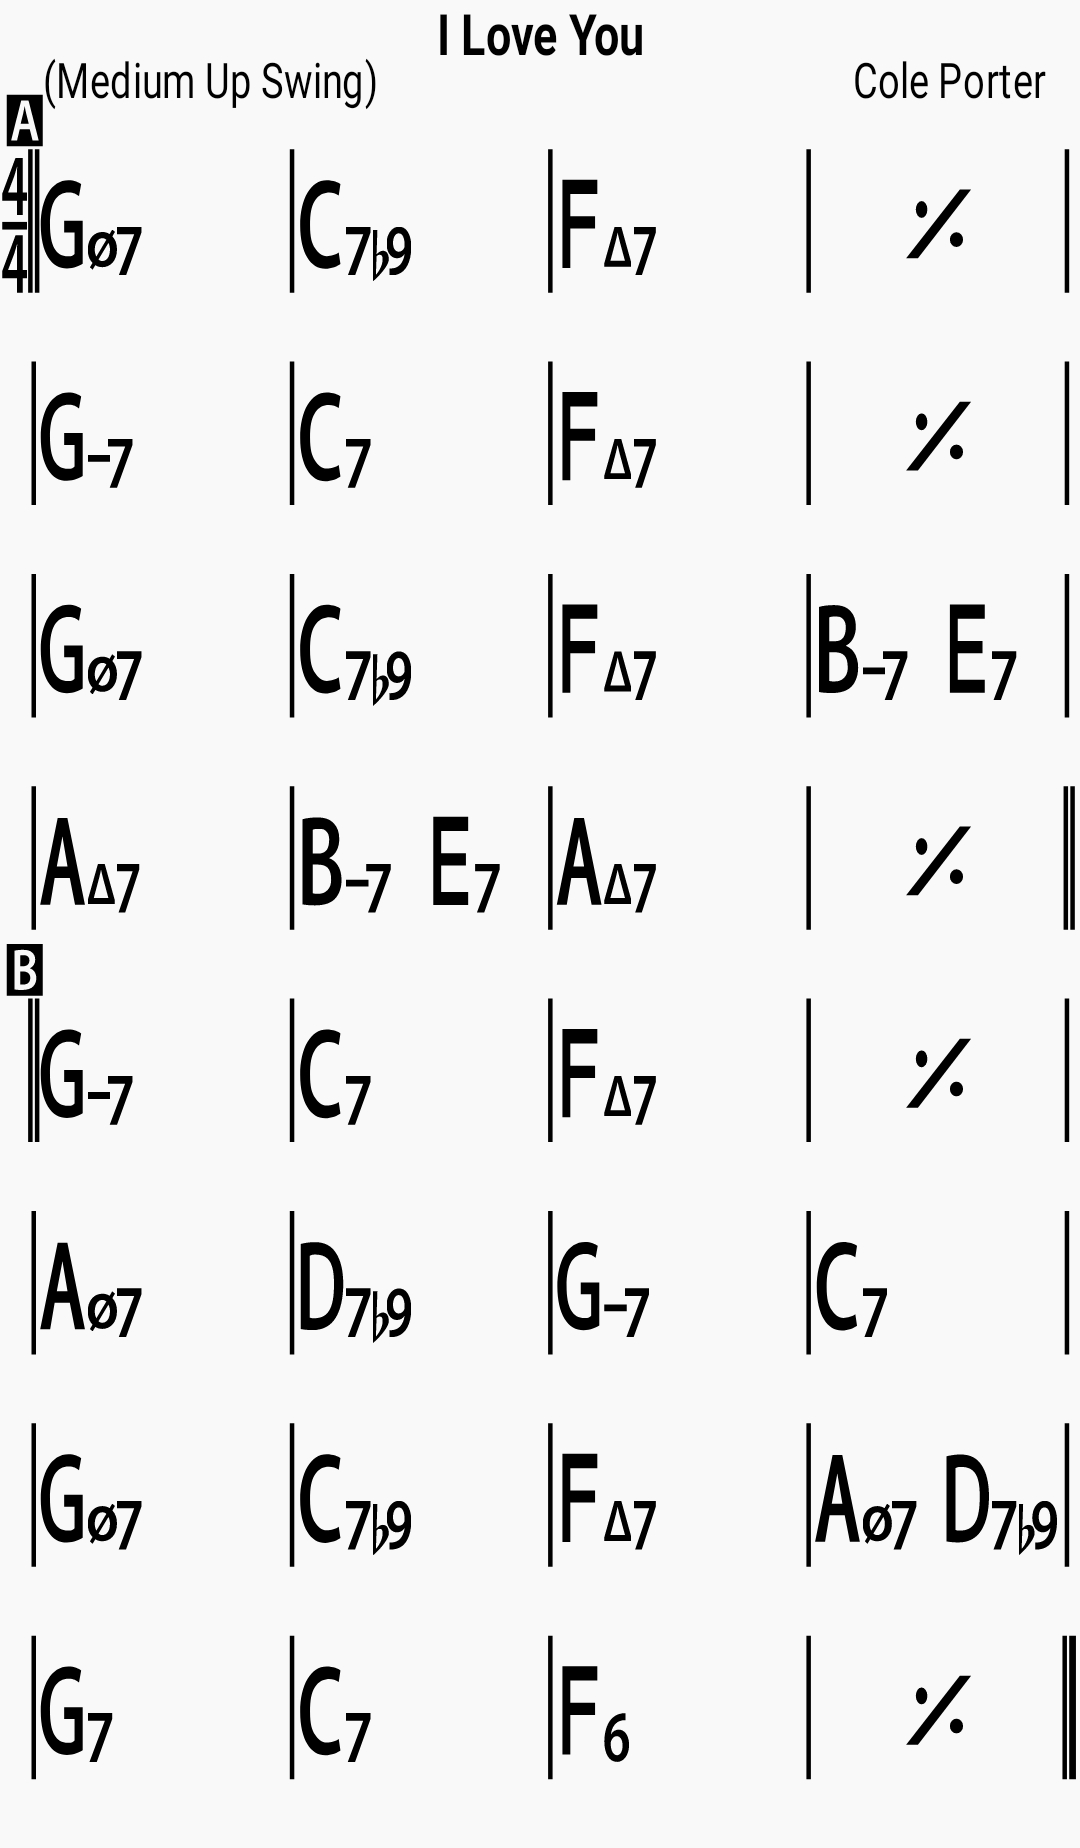 I Love You
(Medium Up Swing) Cole Porter
A
4/4 Gø7 C7♭9 FΔ7 𝄎
G–7 C7 FΔ7 𝄎
Gø7 C7♭9 FΔ7 B–7 E7
AΔ7 B–7 E7 AΔ7 𝄎
B
G–7 C7 FΔ7 𝄎
Aø7 D7♭9 G–7 C7
Gø7 C7♭9 FΔ7 Aø7 D7♭9
G7 C7 F6 𝄎